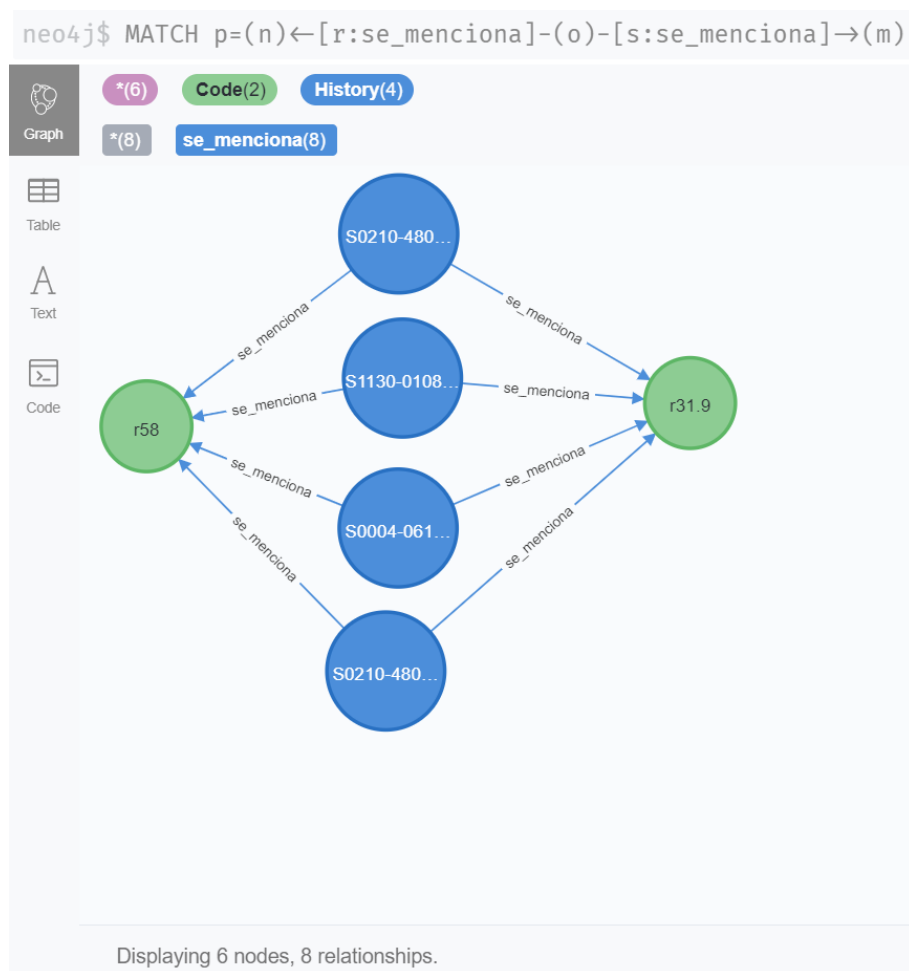 neo4j$ MATCH p=(n)←[r:se_menciona]-(o)-[s:se_menciona]→(m)
*(6) Code(2) History(4)
Graph
*(8) se_menciona(8)
Table
Text
Code
S0210-480...
se_menciona
se_menciona
S1130-0108...
se_menciona
se_menciona
r58
r31.9
se_menciona
se_menciona
S0004-061...
se_menciona
se_menciona
S0210-480...
Displaying 6 nodes, 8 relationships.